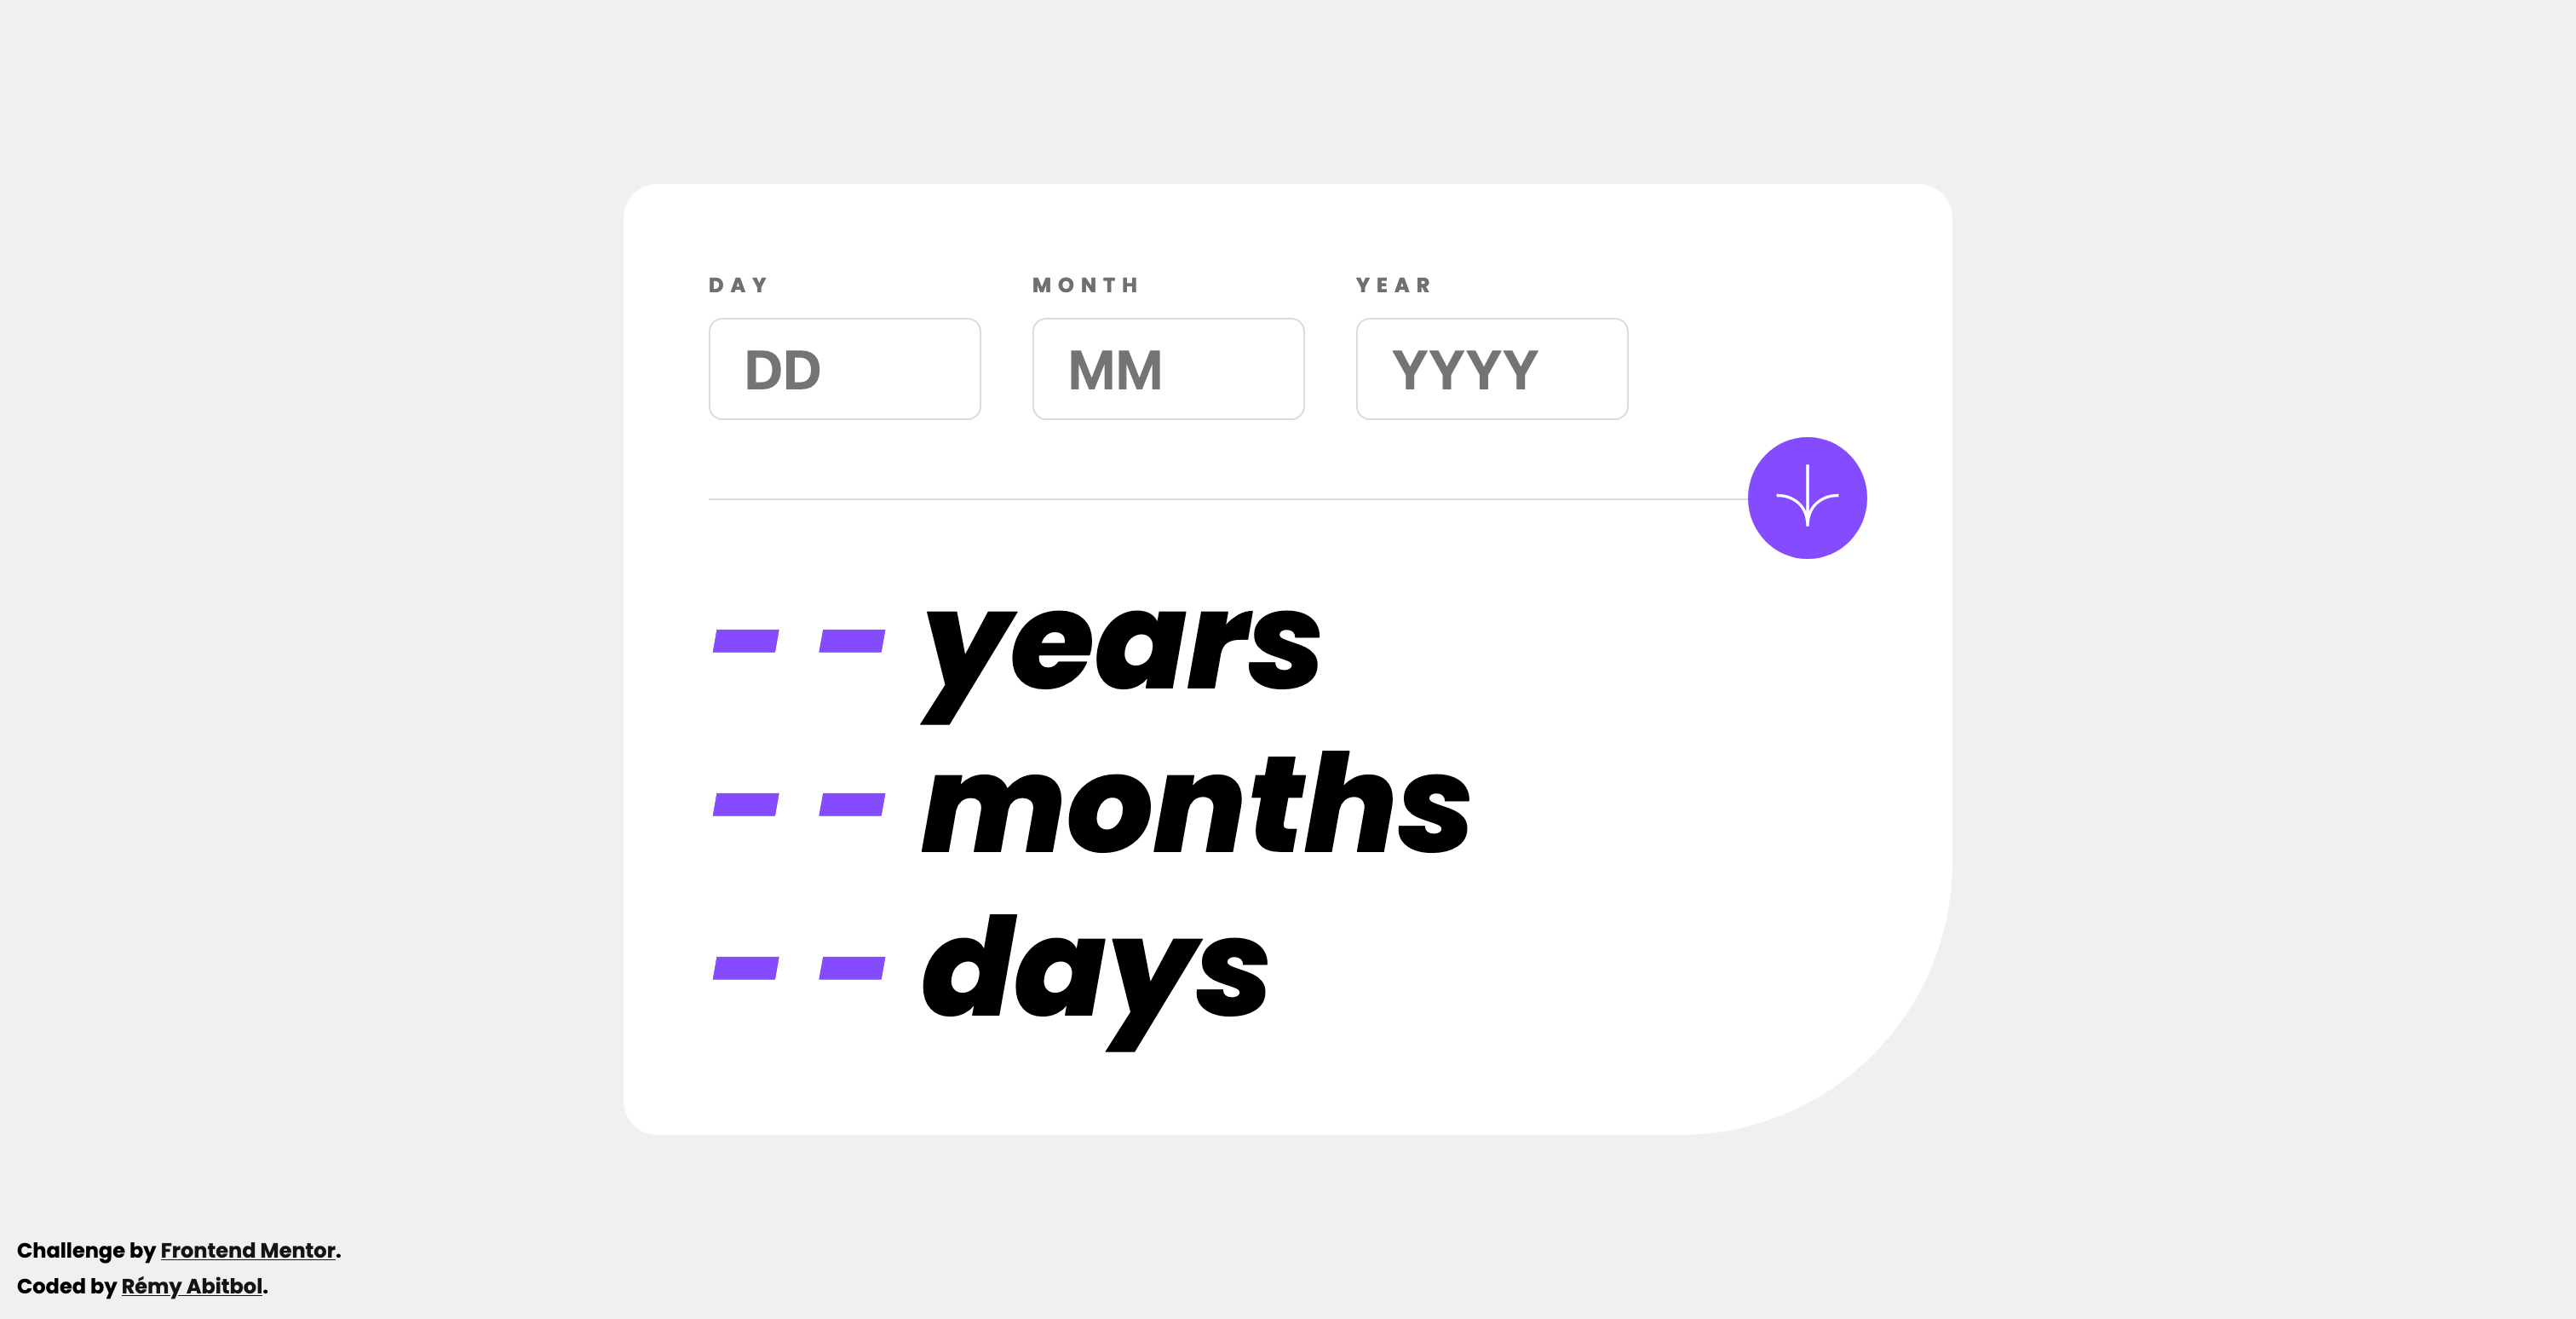 DAY MONTH YEAR
DD MM YYYY
-- years
-- months
-- days
Challenge by Frontend Mentor.
Coded by Rémy Abitbol.